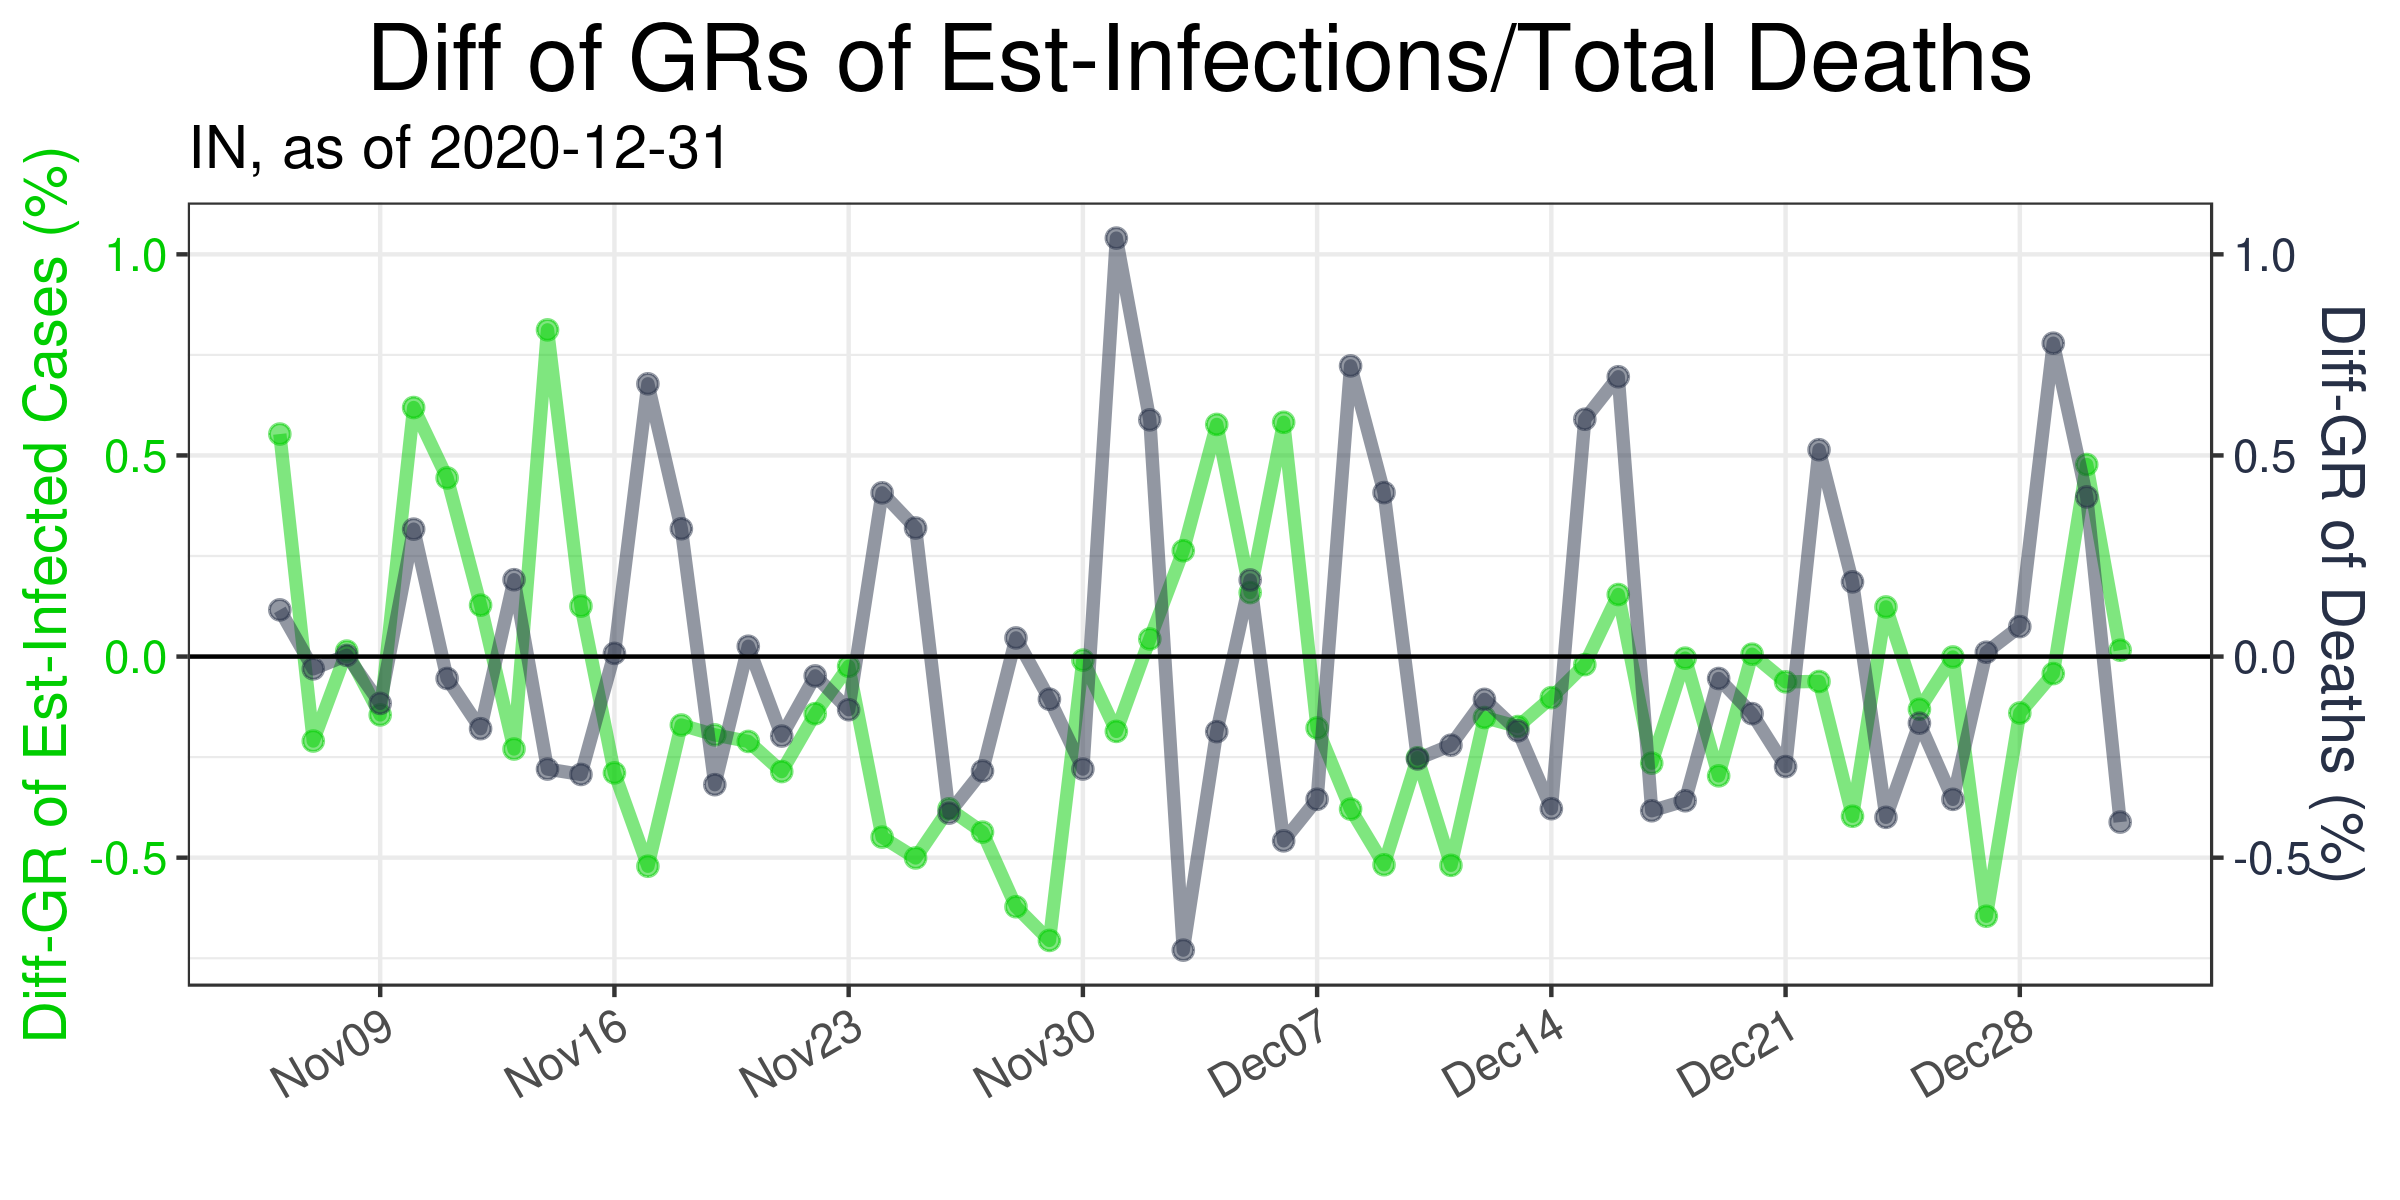 Diff of GRs of Est-Infections/Total Deaths
IN, as of 2020-12-31
Diff-GR of Est-Infected Cases (%)
1.0
0.5
0.0
-0.5
1.0
0.5
0.0
-0.5
Diff-GR of Deaths (%)
Nov09
Nov16
Nov23
Nov30
Dec07
Dec14
Dec21
Dec28